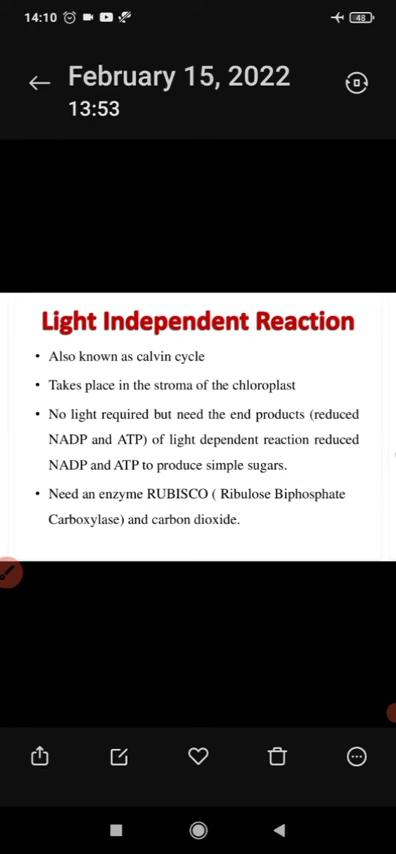 14:10
48
February 15, 2022
13:53
Light Independent Reaction
• Also known as calvin cycle
• Takes place in the stroma of the chloroplast
• No light required but need the end products (reduced
NADP and ATP) of light dependent reaction reduced
NADP and ATP to produce simple sugars.
• Need an enzyme RUBISCO ( Ribulose Biphosphate
Carboxylase) and carbon dioxide.